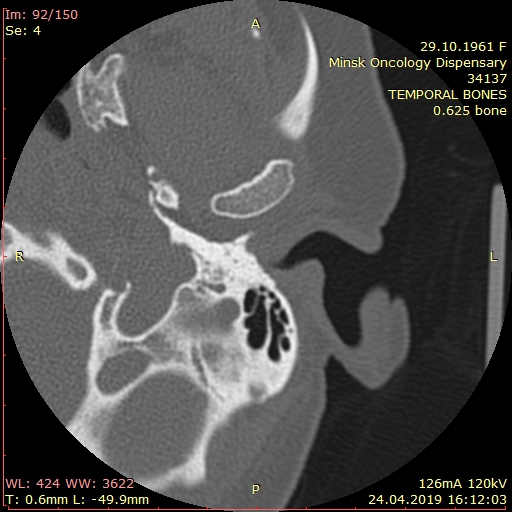 Im: 92/150
Se: 4
A
29.10.1961 F
Minsk Oncology Dispensary
34137
TEMPORAL BONES
0.625 bone
R
L
WL: 424 WW: 3622
T: 0.6mm L: -49.9mm
P
126mA 120kV
24.04.2019 16:12:03